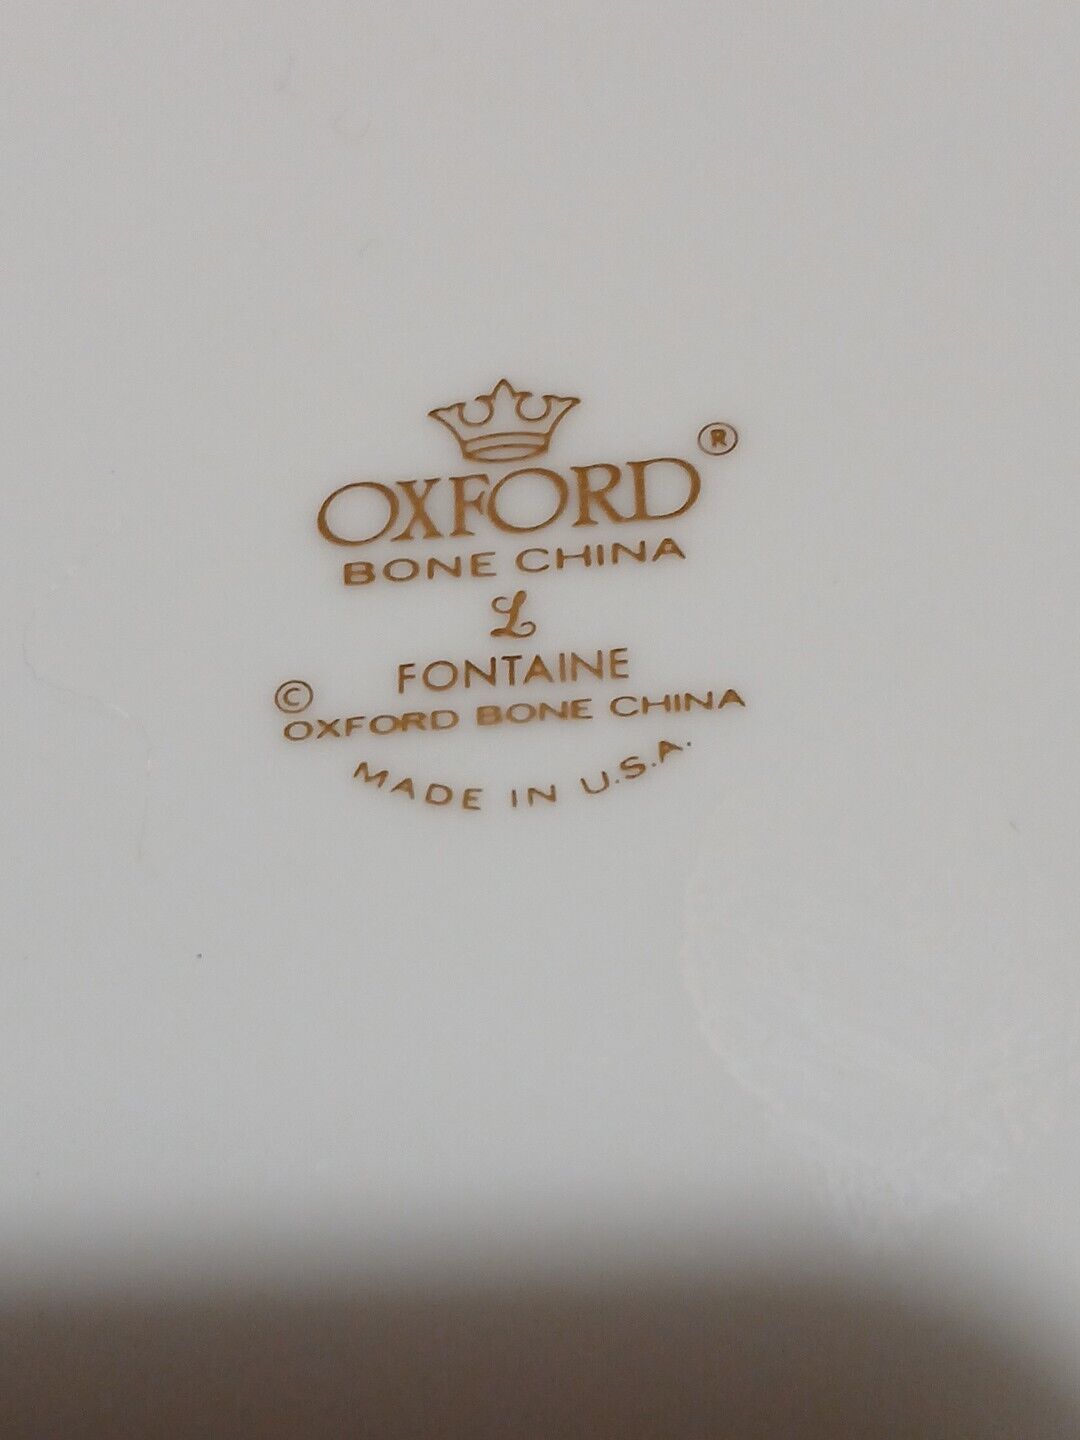 OXFORD ®
BONE CHINA
L
FONTAINE
© OXFORD BONE CHINA
MADE IN U.S.A.